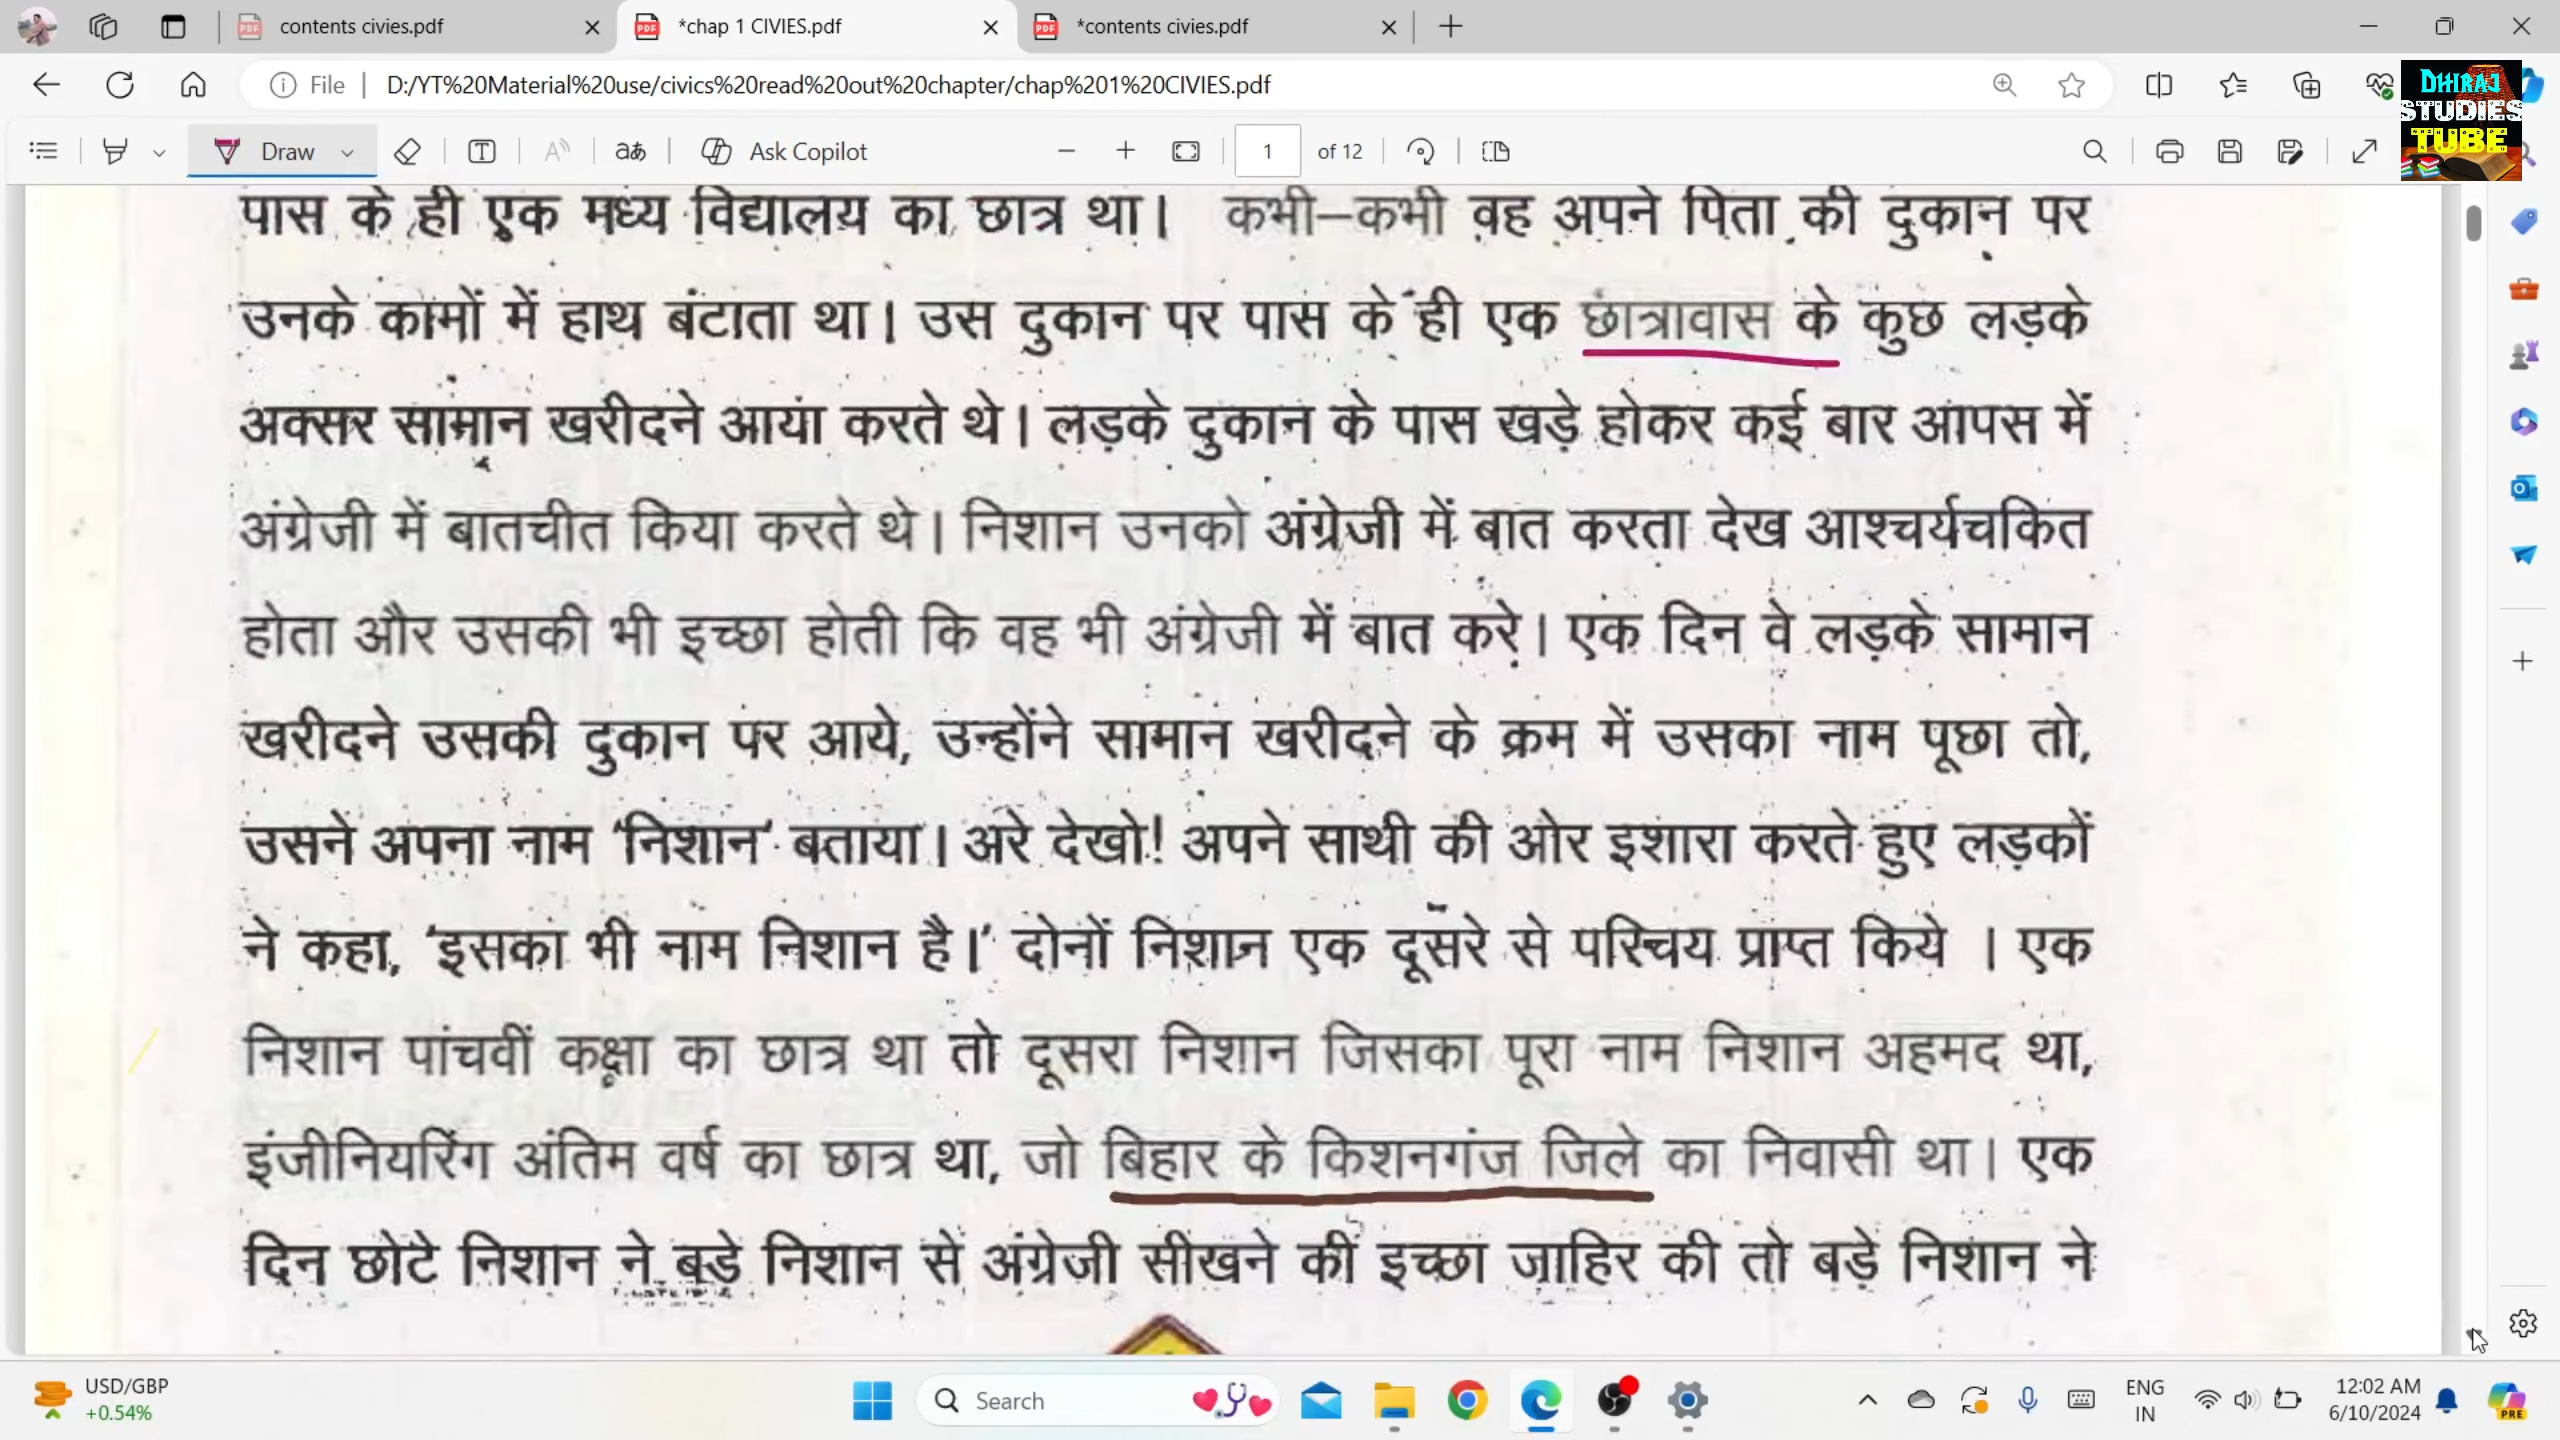 contents civies.pdf
*chap 1 CIVIES.pdf
*contents civies.pdf
File
D:/YT%20Material%20use/civics%20read%20out%20chapter/chap%201%20CIVIES.pdf
DHIRAJ
STUDIES
TUBE
Draw
aあ
Ask Copilot
1 of 12
पास के ही एक मध्य विद्यालय का छात्र था। कभी–कभी वह अपने पिता की दुकान पर
उनके कामों में हाथ बंटाता था। उस दुकान पर पास के ही एक छात्रावास के कुछ लड़के
अक्सर सामान खरीदने आया करते थे। लड़के दुकान के पास खड़े होकर कई बार आपस में
अंग्रेजी में बातचीत किया करते थे। निशान उनको अंग्रेजी में बात करता देख आश्चर्यचकित
होता और उसकी भी इच्छा होती कि वह भी अंग्रेजी में बात करे। एक दिन वे लड़के सामान
खरीदने उसकी दुकान पर आये, उन्होंने सामान खरीदने के क्रम में उसका नाम पूछा तो,
उसने अपना नाम ‘निशान’ बताया। अरे देखो! अपने साथी की ओर इशारा करते हुए लड़कों
ने कहा, ‘इसका भी नाम निशान है।’ दोनों निशान एक दूसरे से परिचय प्राप्त किये । एक
निशान पांचवीं कक्षा का छात्र था तो दूसरा निशान जिसका पूरा नाम निशान अहमद था,
इंजीनियरिंग अंतिम वर्ष का छात्र था, जो बिहार के किशनगंज जिले का निवासी था। एक
दिन छोटे निशान ने बड़े निशान से अंग्रेजी सीखने की इच्छा जाहिर की तो बड़े निशान ने
USD/GBP
+0.54%
Search
ENG
IN
12:02 AM
6/10/2024
PRE